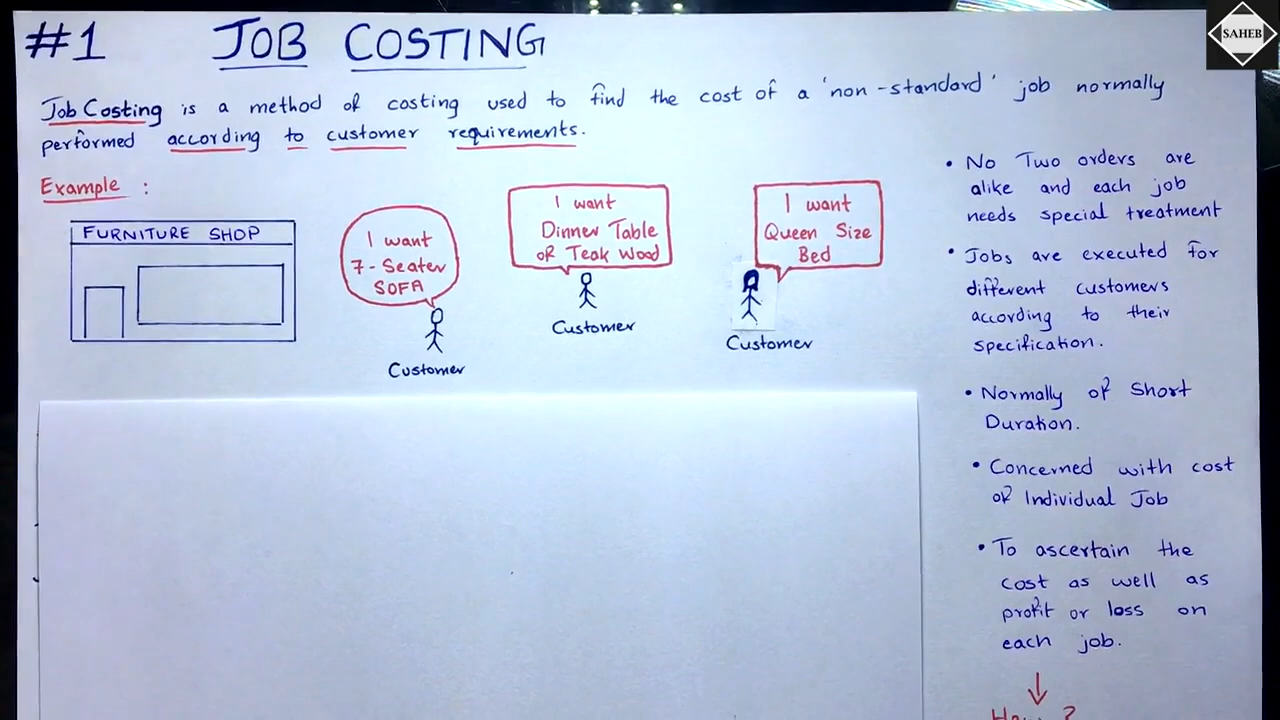 #1 JOB COSTING
SAHEB
Job Costing is a method of costing used to find the cost of a 'non-standard' job normally
performed according to customer requirements.
Example :
FURNITURE SHOP
I want
7-Seater
SOFA
Customer
I want
Dinner Table
of Teak Wood
Customer
I want
Queen Size
Bed
Customer
• No Two orders are
alike and each job
needs special treatment
• Jobs are executed for
different customers
according to their
specification.
• Normally of Short
Duration.
• Concerned with cost
of Individual Job
• To ascertain the
cost as well as
profit or loss on
each job.
How ?